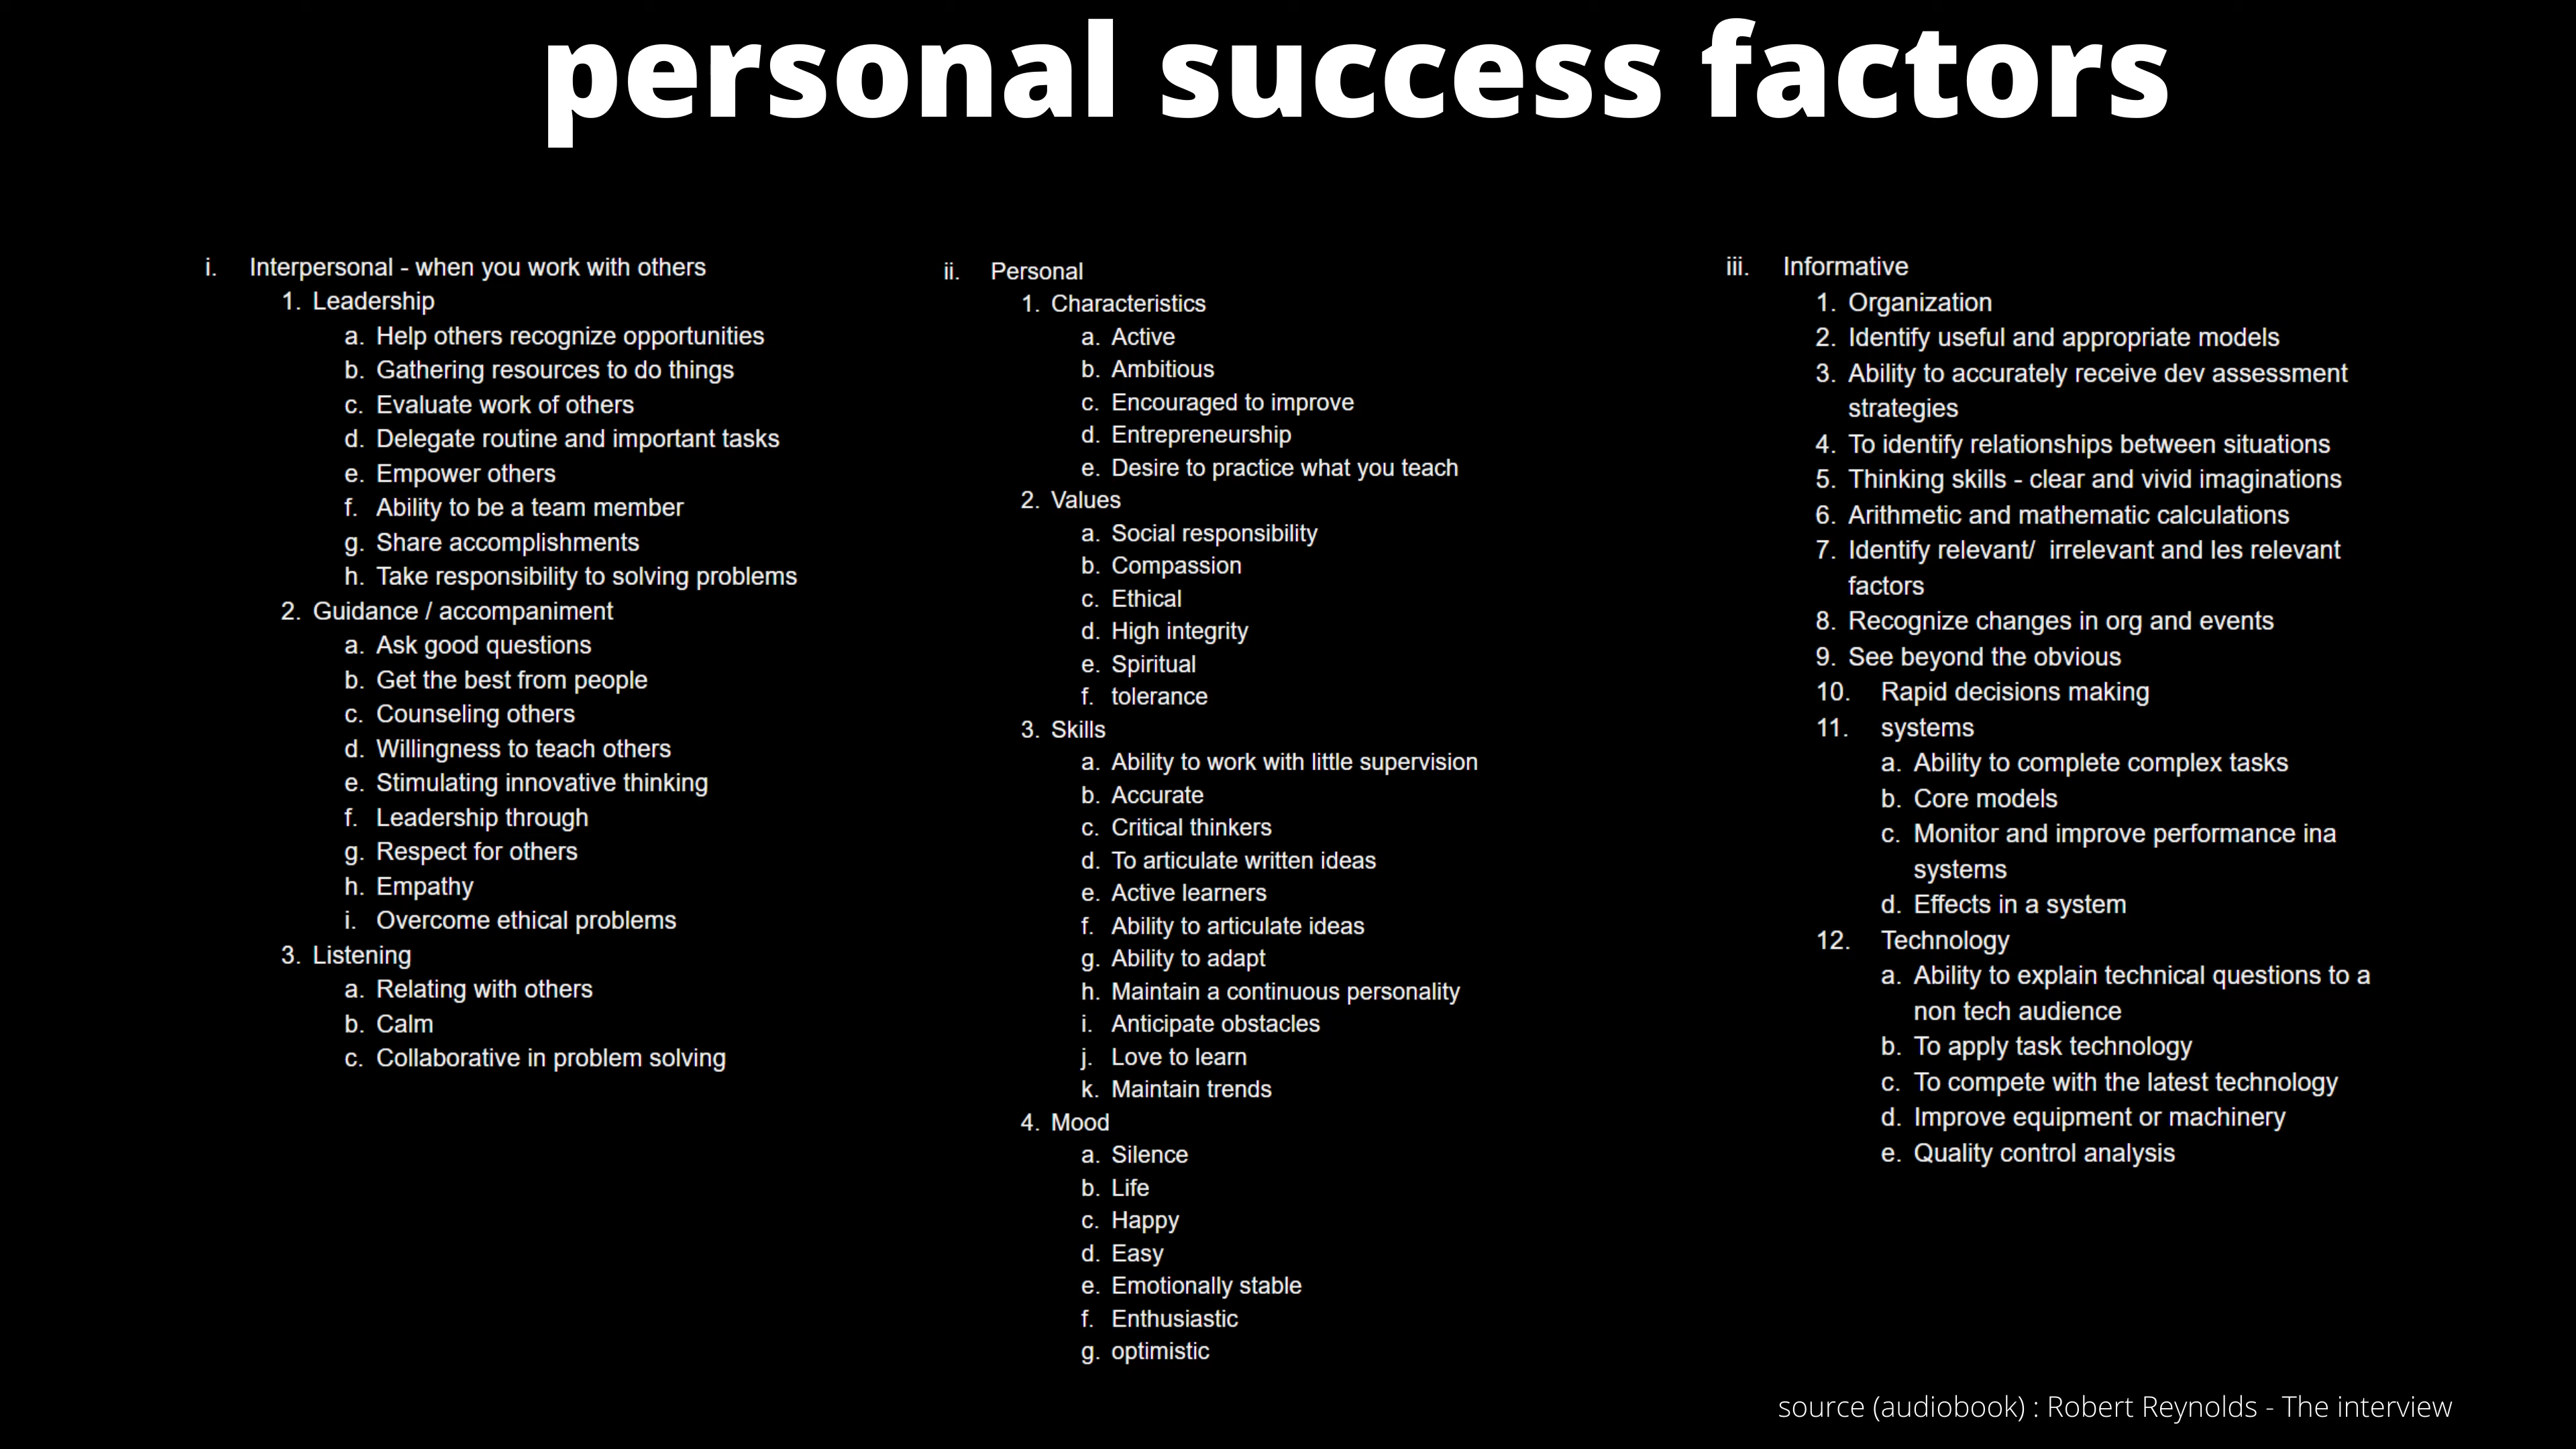 personal success factors
i. Interpersonal - when you work with others
1. Leadership
a. Help others recognize opportunities
b. Gathering resources to do things
c. Evaluate work of others
d. Delegate routine and important tasks
e. Empower others
f. Ability to be a team member
g. Share accomplishments
h. Take responsibility to solving problems
2. Guidance / accompaniment
a. Ask good questions
b. Get the best from people
c. Counseling others
d. Willingness to teach others
e. Stimulating innovative thinking
f. Leadership through
g. Respect for others
h. Empathy
i. Overcome ethical problems
3. Listening
a. Relating with others
b. Calm
c. Collaborative in problem solving
ii. Personal
1. Characteristics
a. Active
b. Ambitious
c. Encouraged to improve
d. Entrepreneurship
e. Desire to practice what you teach
2. Values
a. Social responsibility
b. Compassion
c. Ethical
d. High integrity
e. Spiritual
f. tolerance
3. Skills
a. Ability to work with little supervision
b. Accurate
c. Critical thinkers
d. To articulate written ideas
e. Active learners
f. Ability to articulate ideas
g. Ability to adapt
h. Maintain a continuous personality
i. Anticipate obstacles
j. Love to learn
k. Maintain trends
4. Mood
a. Silence
b. Life
c. Happy
d. Easy
e. Emotionally stable
f. Enthusiastic
g. optimistic
iii. Informative
1. Organization
2. Identify useful and appropriate models
3. Ability to accurately receive dev assessment
strategies
4. To identify relationships between situations
5. Thinking skills - clear and vivid imaginations
6. Arithmetic and mathematic calculations
7. Identify relevant/ irrelevant and les relevant
factors
8. Recognize changes in org and events
9. See beyond the obvious
10. Rapid decisions making
11. systems
a. Ability to complete complex tasks
b. Core models
c. Monitor and improve performance ina
systems
d. Effects in a system
12. Technology
a. Ability to explain technical questions to a
non tech audience
b. To apply task technology
c. To compete with the latest technology
d. Improve equipment or machinery
e. Quality control analysis
source (audiobook) : Robert Reynolds - The interview